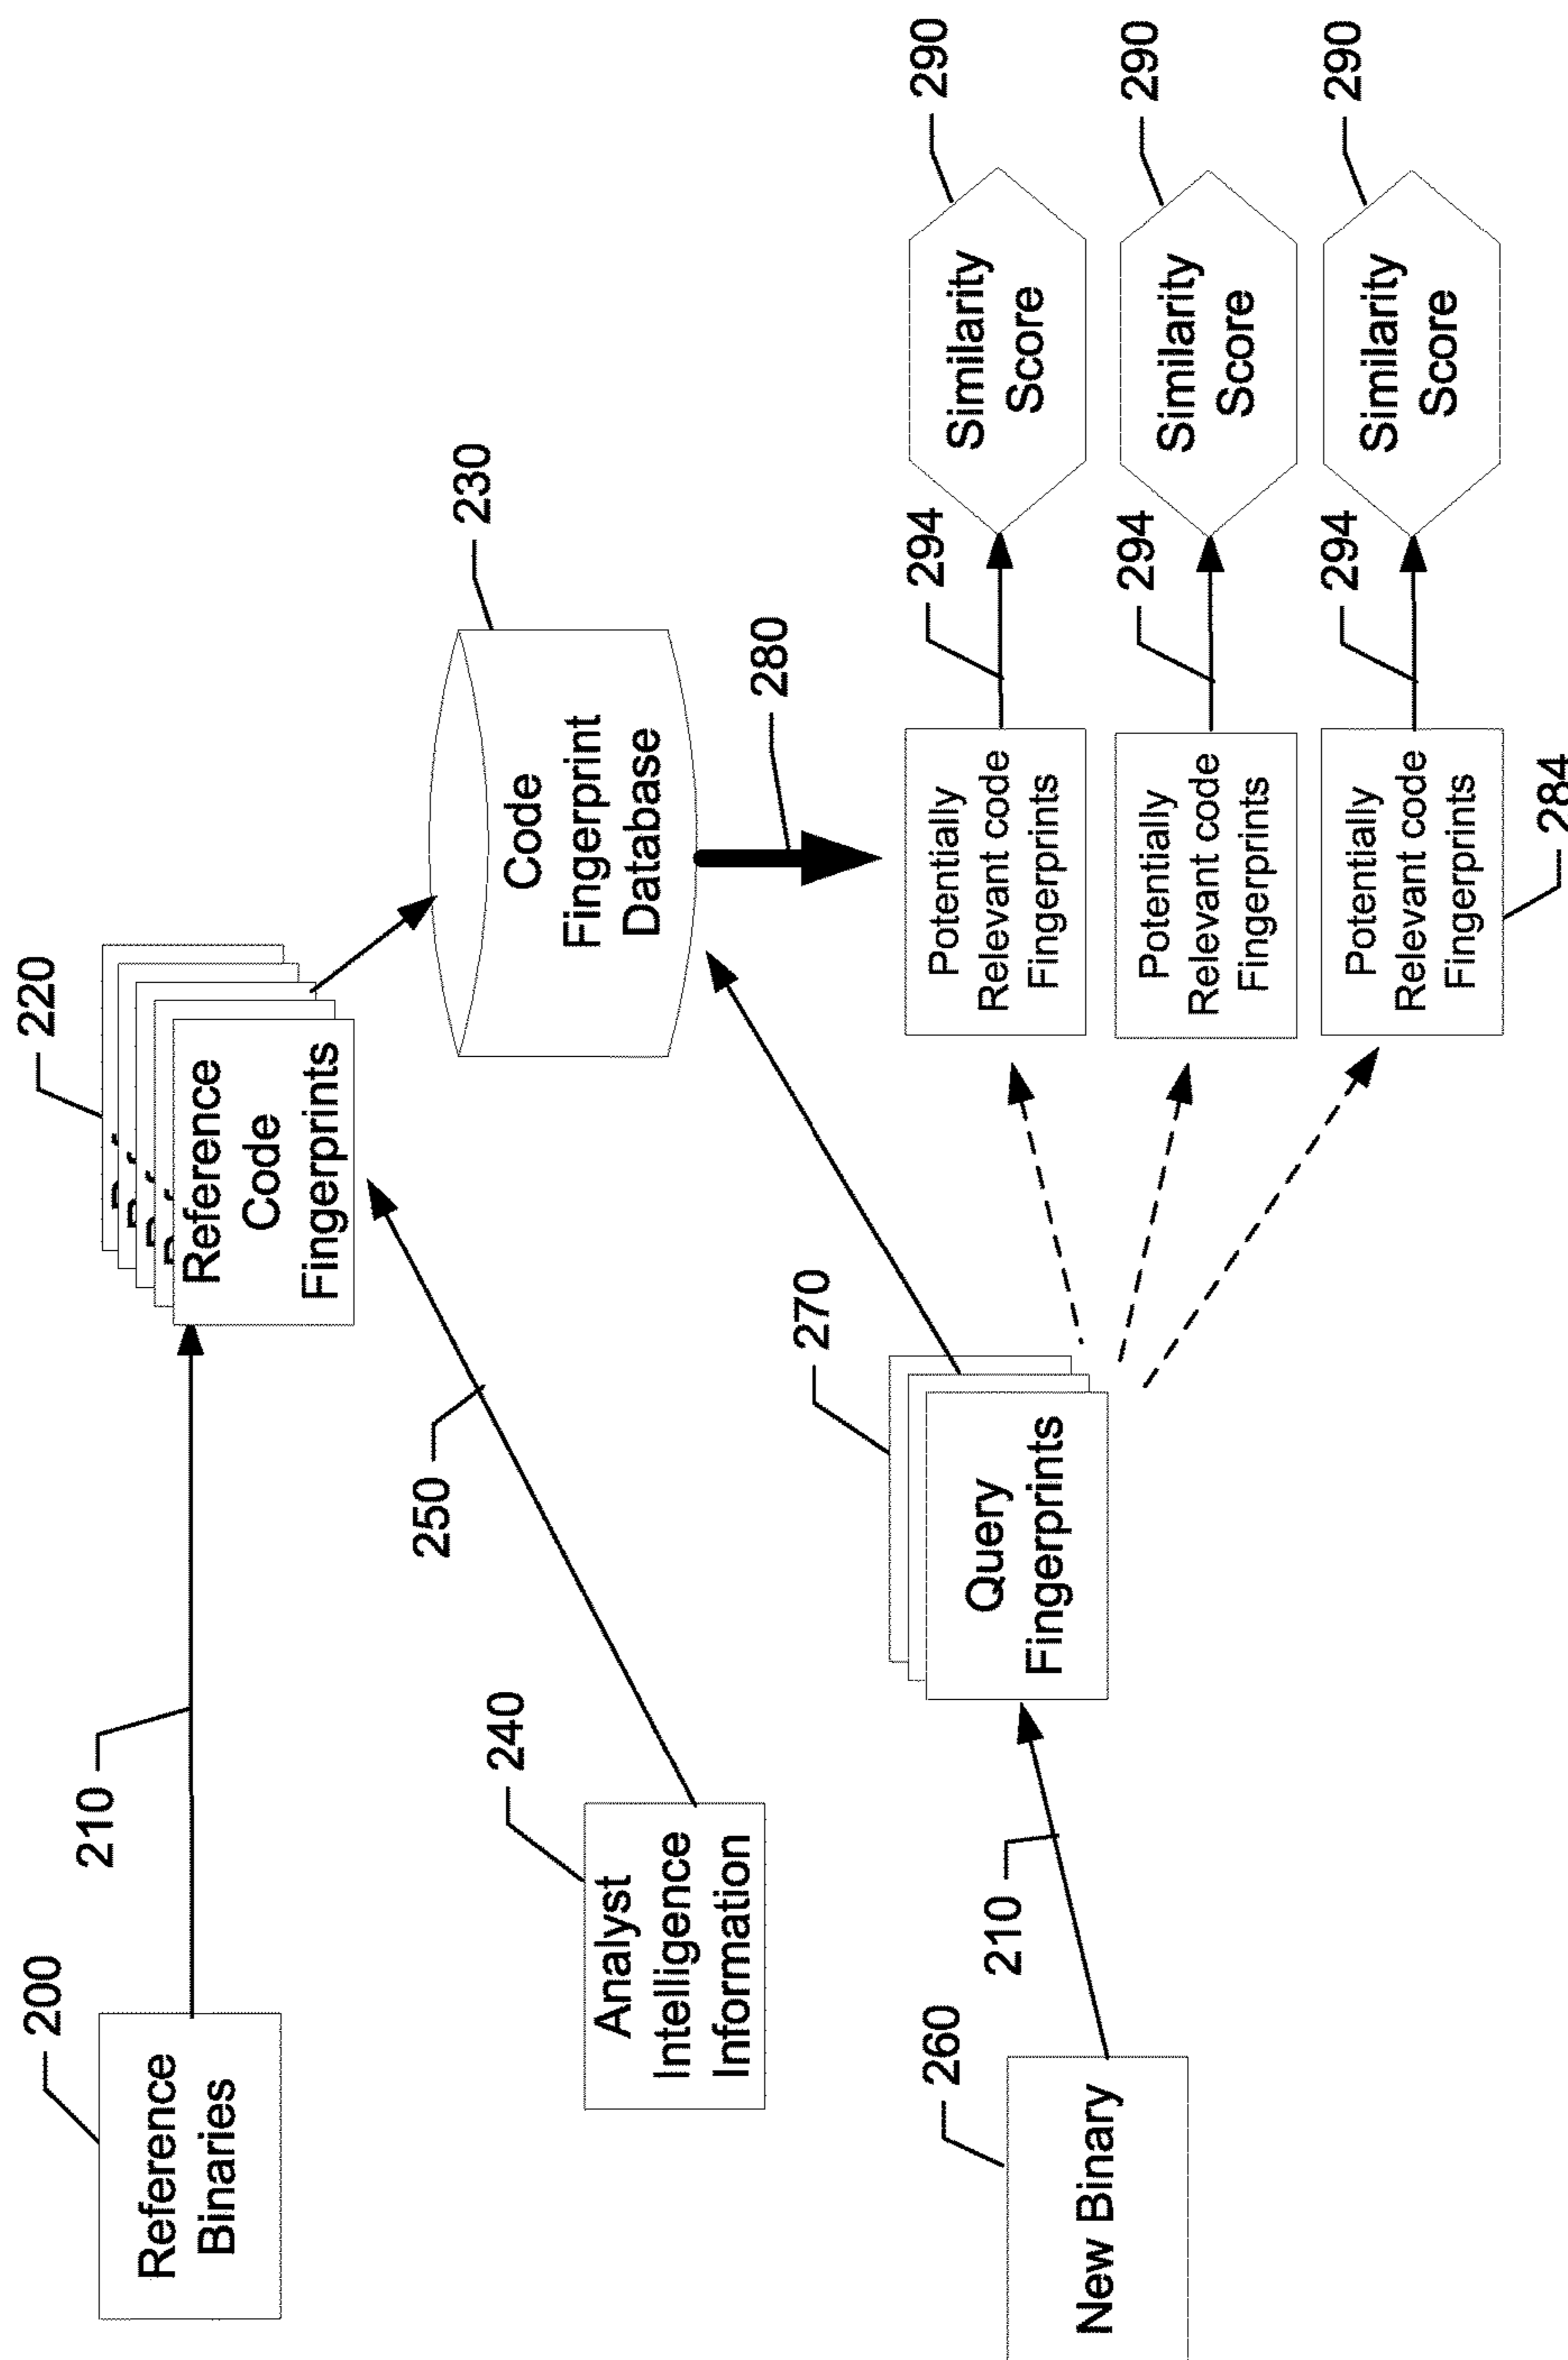 200
Reference
Binaries
210
220
Reference
Code
Fingerprints
240
Analyst
Intelligence
Information
250
230
Code
Fingerprint
Database
260
New Binary
210
270
Query
Fingerprints
280
Potentially
Relevant code
Fingerprints
294
Similarity
Score
290
Potentially
Relevant code
Fingerprints
294
Similarity
Score
290
Potentially
Relevant code
Fingerprints
284
294
Similarity
Score
290